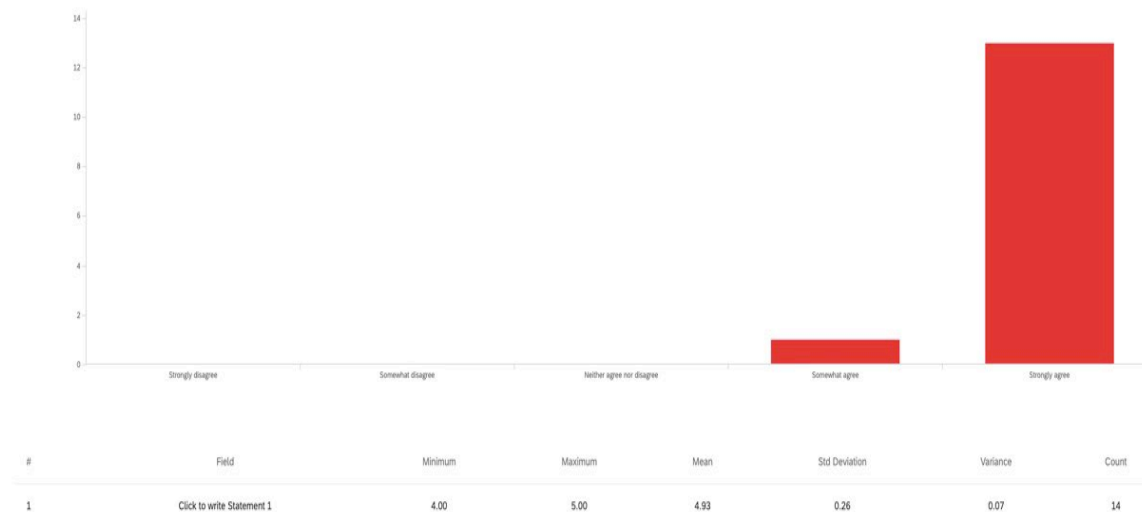 14
12
10
8
6
4
2
0
Strongly disagree Somewhat disagree Neither agree nor disagree Somewhat agree Strongly agree
# Field Minimum Maximum Mean Std Deviation Variance Count
1 Click to write Statement 1 4.00 5.00 4.93 0.26 0.07 14